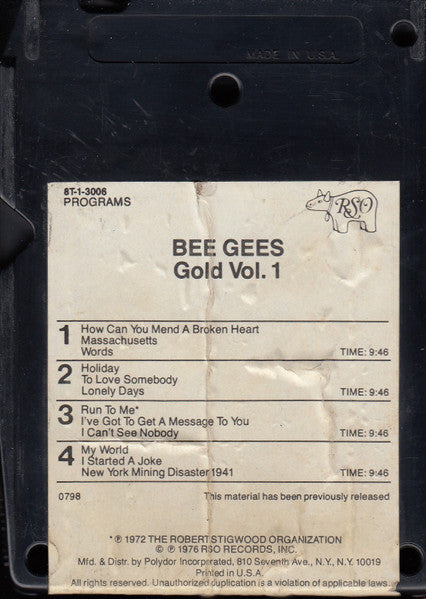 MADE IN U.S.A.
8T-1-3006
PROGRAMS
RSO
BEE GEES
Gold Vol. 1
1 How Can You Mend A Broken Heart
Massachusetts
Words TIME: 9:46
2 Holiday
To Love Somebody
Lonely Days TIME: 9:46
3 Run To Me*
I've Got To Get A Message To You
I Can't See Nobody TIME: 9:46
4 My World
I Started A Joke
New York Mining Disaster 1941 TIME: 9:46
0798 This material has been previously released
*℗ 1972 THE ROBERT STIGWOOD ORGANIZATION
© ℗ 1976 RSO RECORDS, INC.
Mfd. & Distr. by Polydor Incorporated, 810 Seventh Ave., N.Y., N.Y. 10019
Printed in U.S.A.
All rights reserved. Unauthorized duplication is a violation of applicable laws.